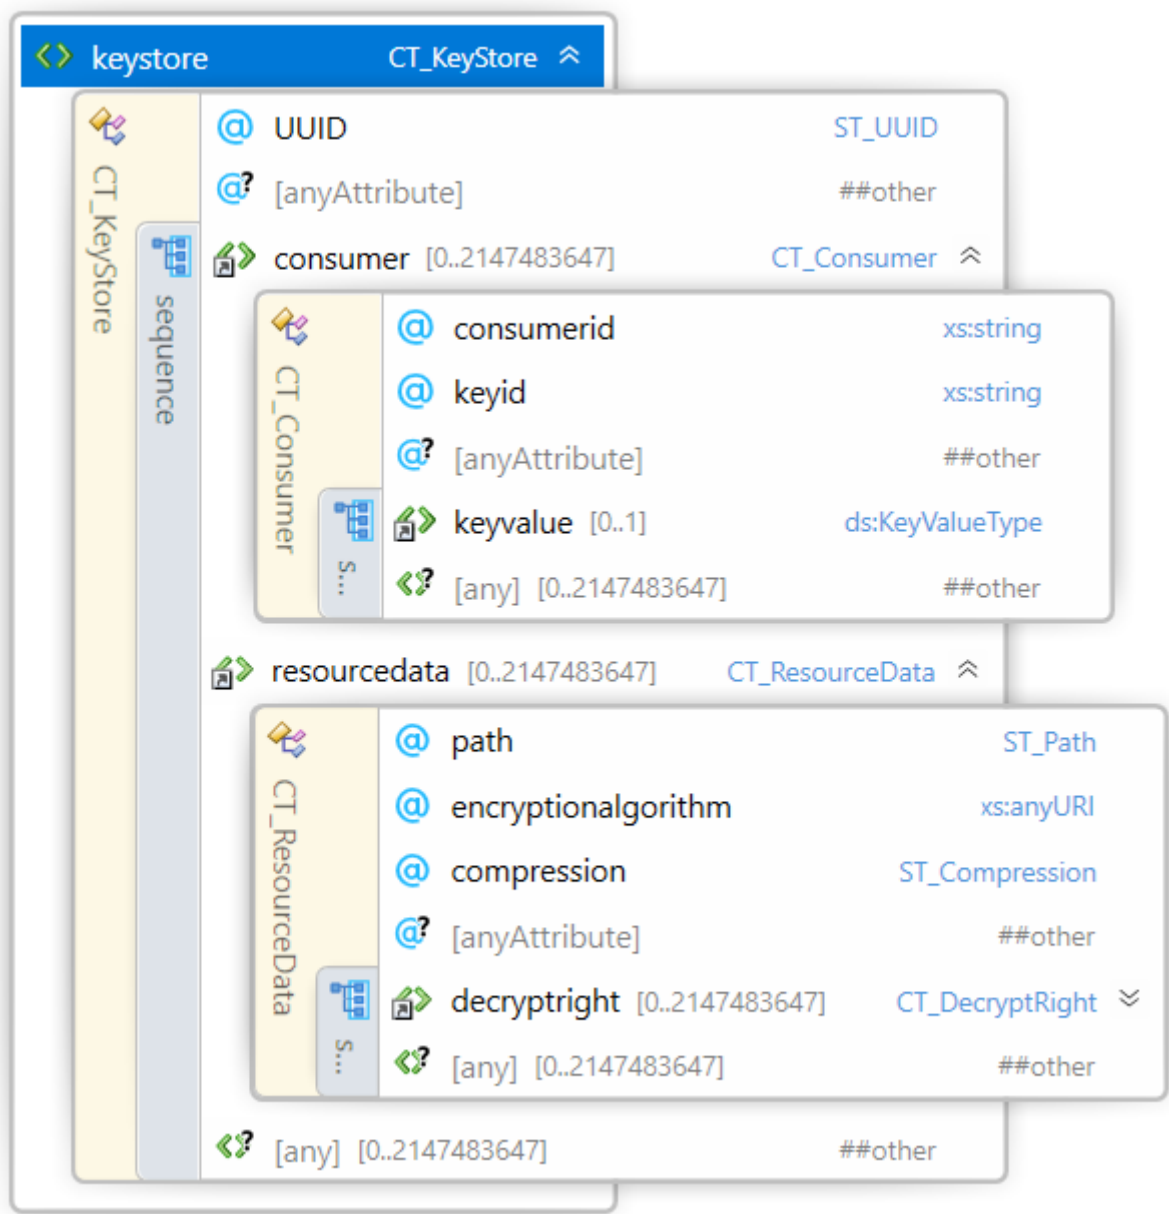 keystore CT_KeyStore
@ UUID ST_UUID
@? [anyAttribute] ##other
CT_KeyStore
sequence
consumer [0..2147483647] CT_Consumer
@ consumerid xs:string
@ keyid xs:string
@? [anyAttribute] ##other
CT_Consumer
keyvalue [0..1] ds:KeyValueType
s...
<>? [any] [0..2147483647] ##other
resourcedata [0..2147483647] CT_ResourceData
@ path ST_Path
@ encryptionalgorithm xs:anyURI
@ compression ST_Compression
@? [anyAttribute] ##other
CT_ResourceData
decryptright [0..2147483647] CT_DecryptRight
s...
<>? [any] [0..2147483647] ##other
<>? [any] [0..2147483647] ##other